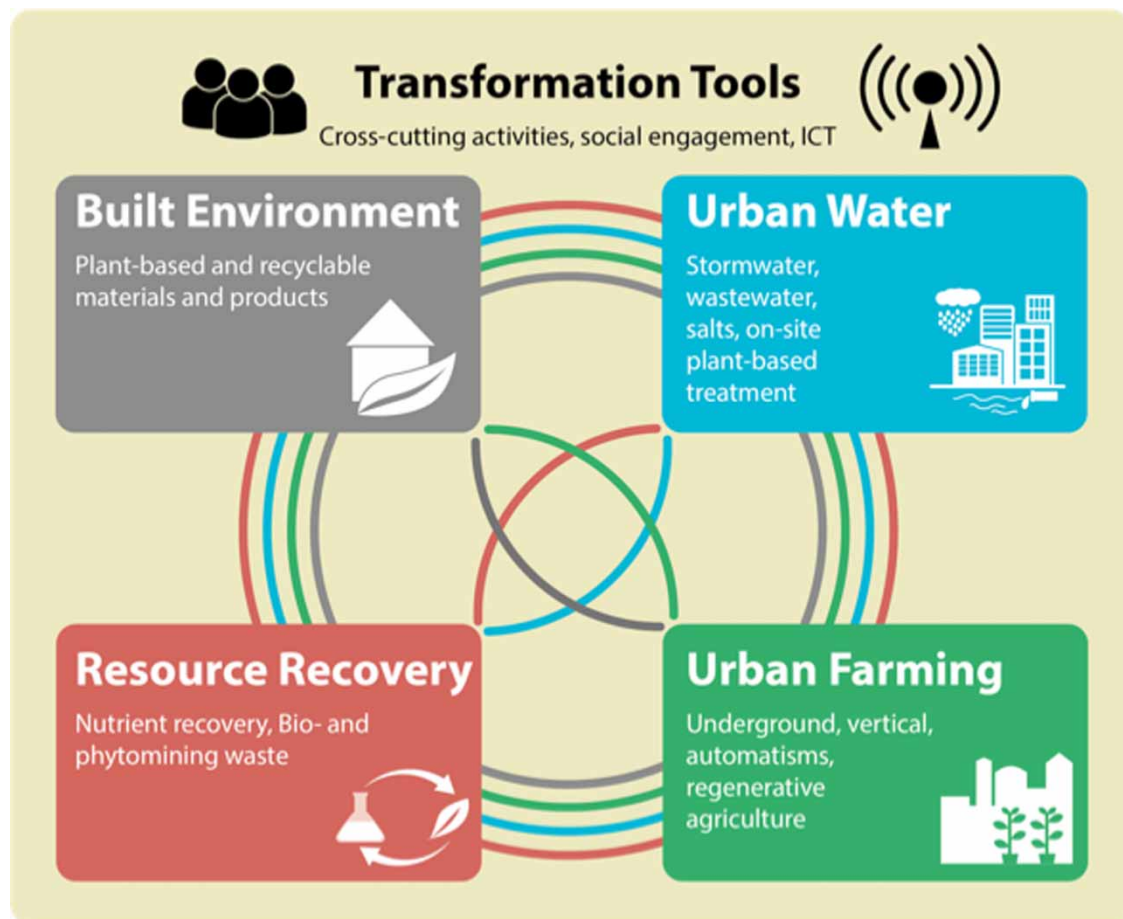 Transformation Tools
Cross-cutting activities, social engagement, ICT
Built Environment
Plant-based and recyclable
materials and products
Urban Water
Stormwater,
wastewater,
salts, on-site
plant-based
treatment
Resource Recovery
Nutrient recovery, Bio- and
phytomining waste
Urban Farming
Underground, vertical,
automatisms,
regenerative
agriculture